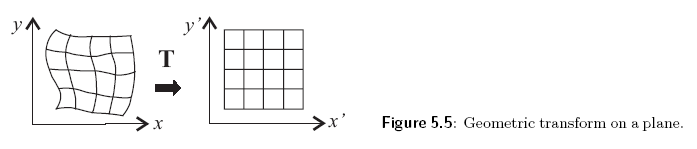 y
y'
T
x
x'
Figure 5.5: Geometric transform on a plane.